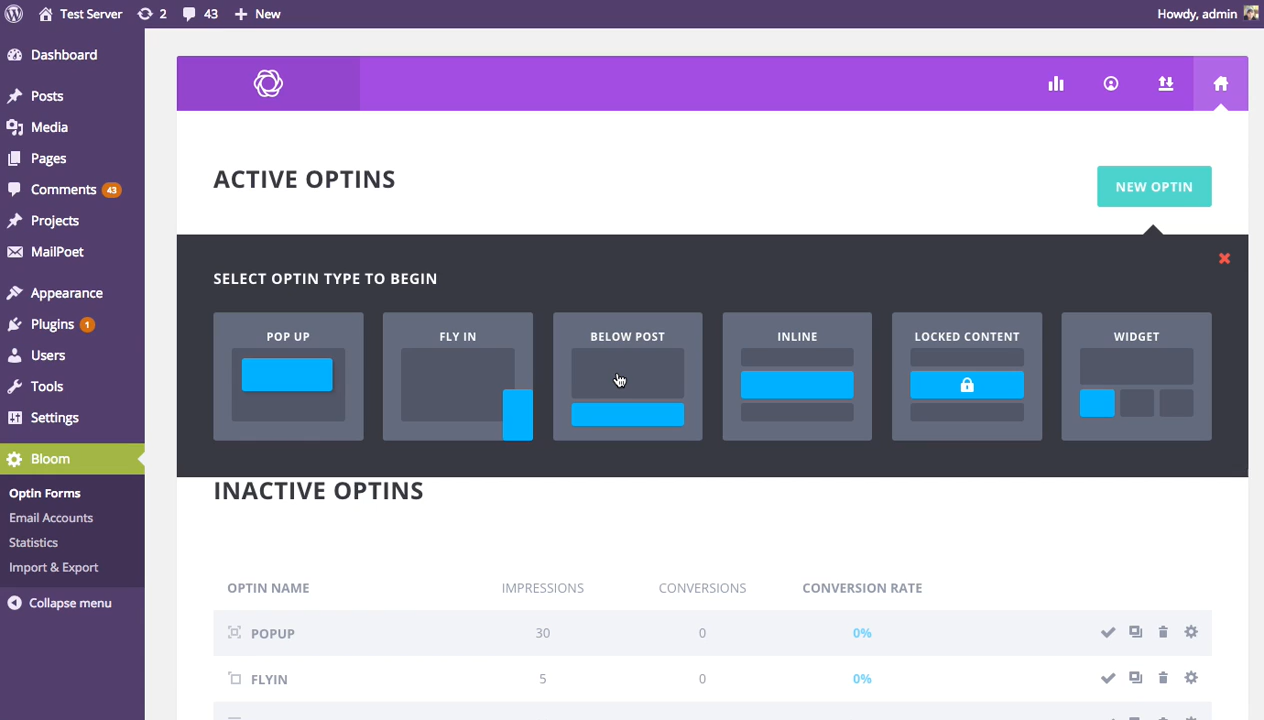 Test Server 2 43 New Howdy, admin
Dashboard
Posts
Media
Pages
Comments 43
Projects
MailPoet
Appearance
Plugins 1
Users
Tools
Settings
Bloom
Optin Forms
Email Accounts
Statistics
Import & Export
Collapse menu
ACTIVE OPTINS
NEW OPTIN
SELECT OPTIN TYPE TO BEGIN
POP UP FLY IN BELOW POST INLINE LOCKED CONTENT WIDGET
INACTIVE OPTINS
OPTIN NAME IMPRESSIONS CONVERSIONS CONVERSION RATE
POPUP 30 0 0%
FLYIN 5 0 0%